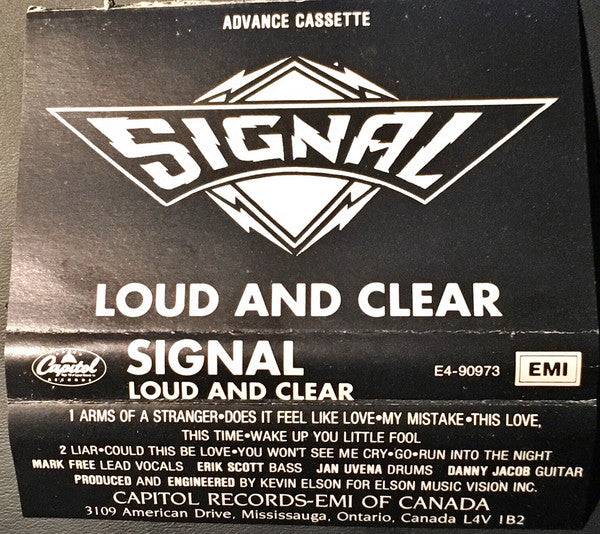 ADVANCE CASSETTE
SIGNAL
LOUD AND CLEAR
Capitol
RECORDS
SIGNAL
LOUD AND CLEAR
E4-90973
EMI
1 ARMS OF A STRANGER•DOES IT FEEL LIKE LOVE•MY MISTAKE•THIS LOVE,
THIS TIME•WAKE UP YOU LITTLE FOOL
2 LIAR•COULD THIS BE LOVE•YOU WON'T SEE ME CRY•GO•RUN INTO THE NIGHT
MARK FREE LEAD VOCALS ERIK SCOTT BASS JAN UVENA DRUMS DANNY JACOB GUITAR
PRODUCED AND ENGINEERED BY KEVIN ELSON FOR ELSON MUSIC VISION INC.
CAPITOL RECORDS-EMI OF CANADA
3109 American Drive, Mississauga, Ontario, Canada L4V 1B2